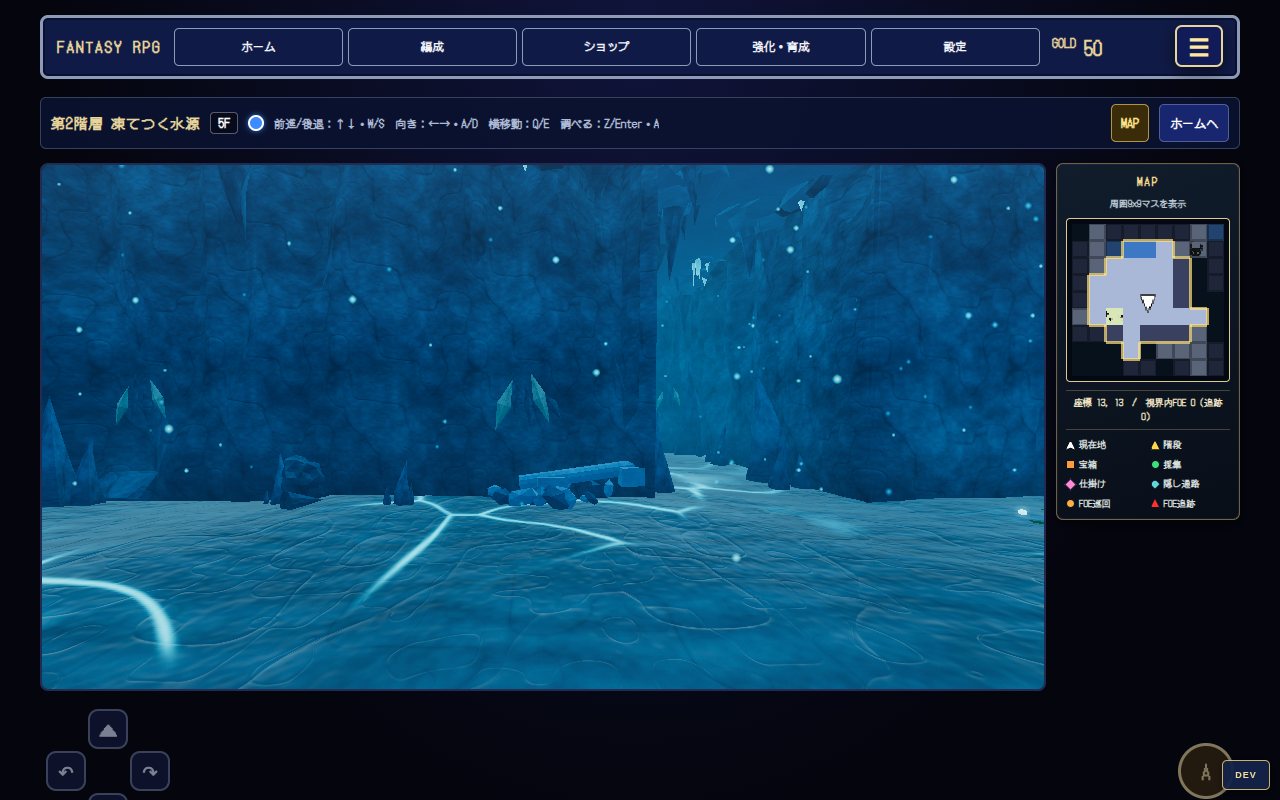 FANTASY RPG
ホーム
編成
ショップ
強化・育成
設定
GOLD 50
第2階層 凍てつく水源
5F
前進/後退：↑↓・W/S 向き：←→・A/D 横移動：Q/E 調べる：Z/Enter・A
MAP
ホームへ
MAP
周囲9x9マスを表示
座標 13, 13 / 視界内FOE 0（追跡
0）
現在地
階段
宝箱
採集
仕掛け
隠し通路
FOE巡回
FOE追跡
A
DEV